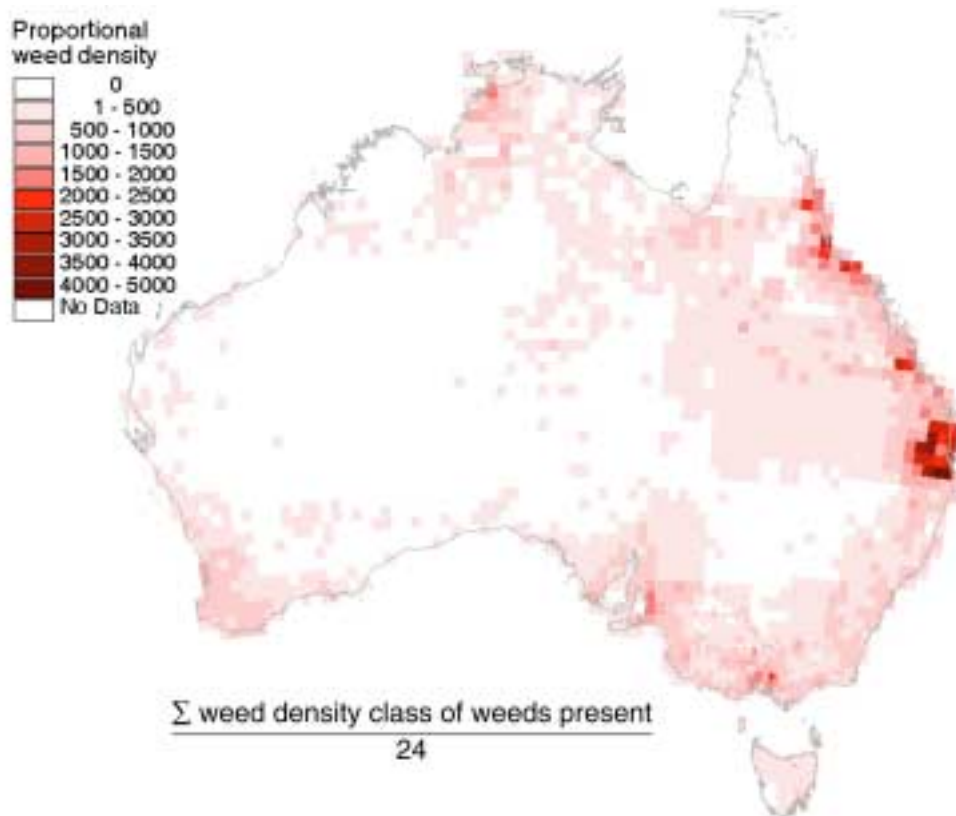 Proportional
weed density
0
1 - 500
500 - 1000
1000 - 1500
1500 - 2000
2000 - 2500
2500 - 3000
3000 - 3500
3500 - 4000
4000 - 5000
No Data
∑ weed density class of weeds present
24